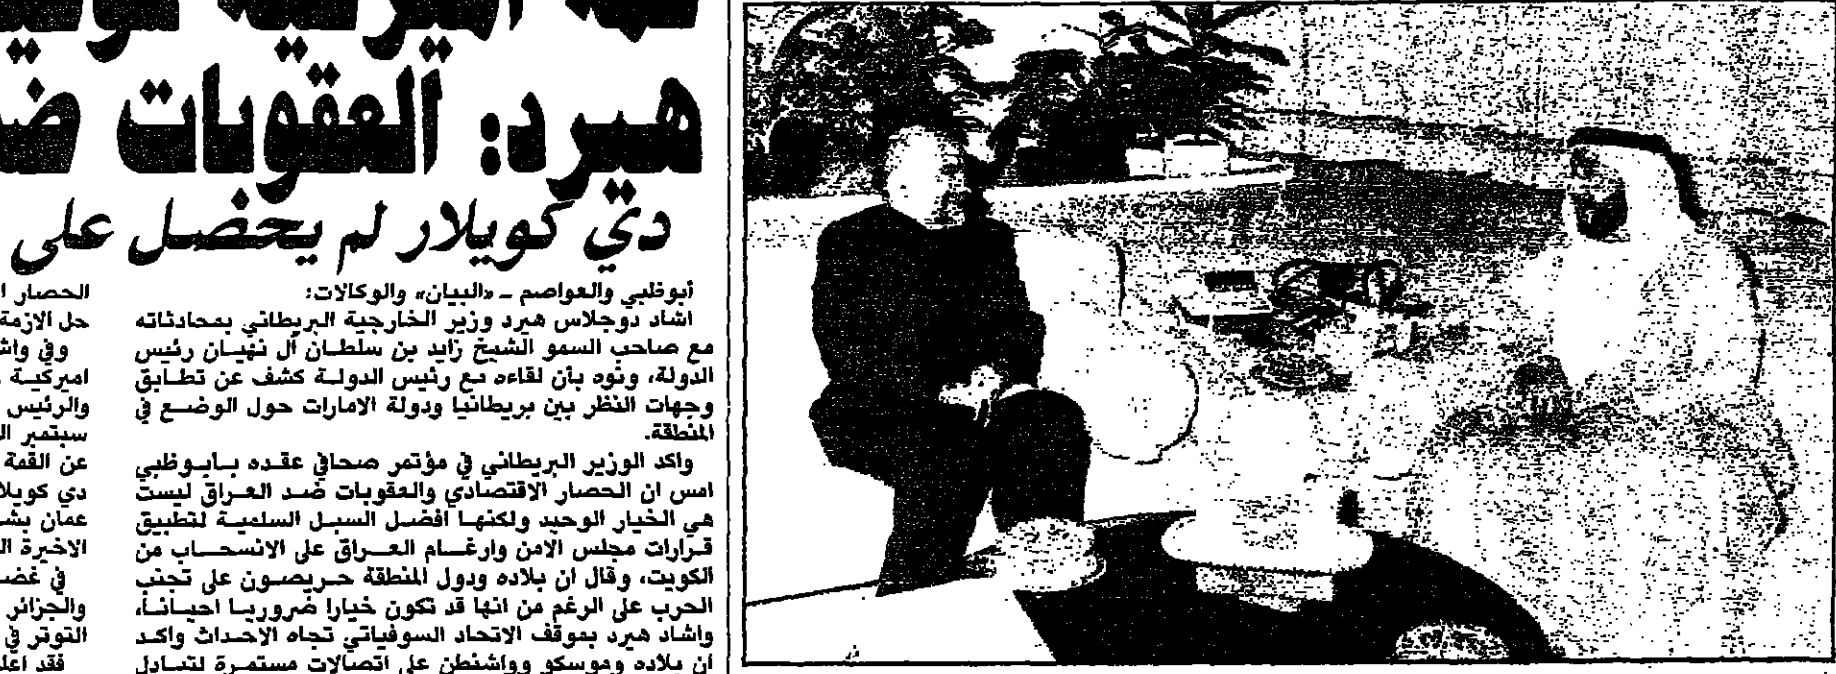 قمة اميركية سوفيا
هيرد: العقوبات ضد
دي كويلار لم يحصل على
أبوظبي والعواصم ـ «البيان» والوكالات:
اشاد دوجلاس هيرد وزير الخارجية البريطاني بمحادثاته
مع صاحب السمو الشيخ زايد بن سلطان آل نهيان رئيس
الدولة، ونوه بأن لقاءه مع رئيس الدولة كشف عن تطابق
وجهات النظر بين بريطانيا ودولة الامارات حول الوضع في
المنطقة.
واكد الوزير البريطاني في مؤتمر صحافي عقده بابوظبي
امس ان الحصار الاقتصادي والعقوبات ضد العراق ليست
هي الخيار الوحيد ولكنها افضل السبل السلمية لتطبيق
قرارات مجلس الامن وارغام العراق على الانسحاب من
الكويت، وقال ان بلاده ودول المنطقة حريصون على تجنب
الحرب على الرغم من انها قد تكون خيارا ضروريا احيانا،
واشاد هيرد بموقف الاتحاد السوفياتي تجاه الاحداث واكد
ان بلاده وموسكو وواشنطن على اتصالات مستمرة لتبادل
الحصار ا
حل الازمة
وفي واش
اميركية
والرئيس
سبتمبر ال
عن القمة
دي كويلا
عمان بش
الاخيرة ال
في غض
والجزائر
التوتر في
فقد اعل